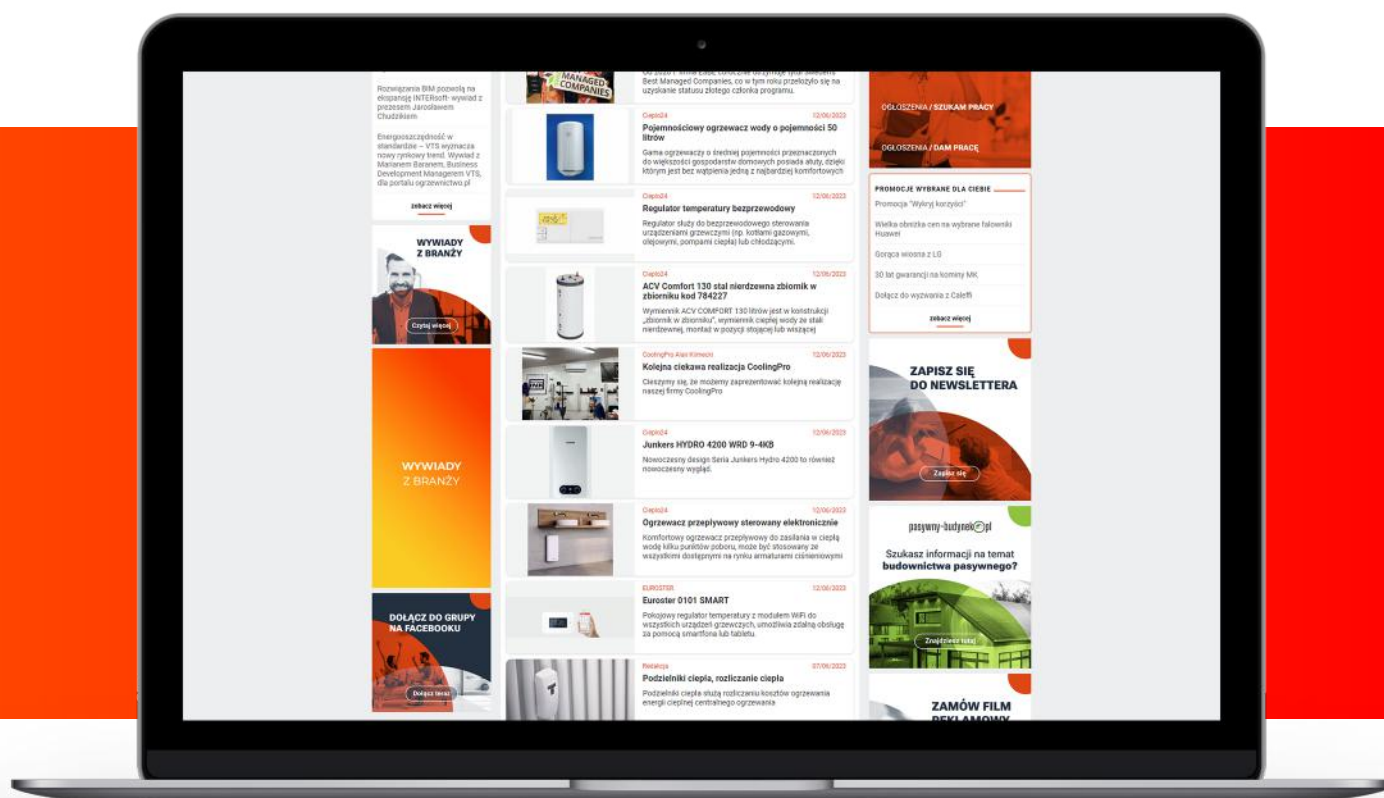 Rozwiązania BIM pozwolą na
ekspansję INTERsoft- wywiad z
prezesem Jarosławem
Chudzikiem
Energooszczędność w
standardzie – VTS wyznacza
nowy rynkowy trend. Wywiad z
Marianem Baranem, Business
Development Managerem VTS,
dla portalu ogrzewnictwo.pl
zobacz więcej
WYWIADY
Z BRANŻY
Czytaj więcej
WYWIADY
Z BRANŻY
DOŁĄCZ DO GRUPY
NA FACEBOOKU
Dołącz teraz
MANAGED
COMPANIES
Best Managed Companies, co w tym roku przełożyło się na
uzyskanie statusu złotego członka programu.
Ciepło24 12/06/2023
Pojemnościowy ogrzewacz wody o pojemności 50
litrów
Gama ogrzewaczy o średniej pojemności przeznaczonych
do większości gospodarstw domowych posiada atuty, dzięki
którym jest bez wątpienia jedną z najbardziej komfortowych
Ciepło24 12/06/2023
Regulator temperatury bezprzewodowy
Regulator służy do bezprzewodowego sterowania
urządzeniami grzewczymi (np. kotłami gazowymi,
olejowymi, pompami ciepła) lub chłodzącymi.
Ciepło24 12/06/2023
ACV Comfort 130 stal nierdzewna zbiornik w
zbiorniku kod 784227
Wymiennik ACV COMFORT 130 litrów jest w konstrukcji
„zbiornik w zbiorniku", wymiennik ciepłej wody ze stali
nierdzewnej, montaż w pozycji stojącej lub wiszącej
CoolingPro Alex Klimecki 12/06/2023
Kolejna ciekawa realizacja CoolingPro
Cieszymy się, że możemy zaprezentować kolejną realizację
naszej firmy CoolingPro
Ciepło24 12/06/2023
Junkers HYDRO 4200 WRD 9-4KB
Nowoczesny design Seria Junkers Hydro 4200 to również
nowoczesny wygląd.
Ciepło24 12/06/2023
Ogrzewacz przepływowy sterowany elektronicznie
Komfortowy ogrzewacz przepływowy do zasilania w ciepłą
wodę kilku punktów poboru, może być stosowany ze
wszystkimi dostępnymi na rynku armaturami ciśnieniowymi
EUROSTER 12/06/2023
Euroster 0101 SMART
Pokojowy regulator temperatury z modułem WiFi do
wszystkich urządzeń grzewczych, umożliwia zdalną obsługę
za pomocą smartfona lub tabletu.
Redakcja 07/06/2023
Podzielniki ciepła, rozliczanie ciepła
Podzielniki ciepła służą rozliczaniu kosztów ogrzewania
energii cieplnej centralnego ogrzewania
OGŁOSZENIA / SZUKAM PRACY
OGŁOSZENIA / DAM PRACĘ
PROMOCJE WYBRANE DLA CIEBIE
Promocja "Wykryj korzyści"
Wielka obniżka cen na wybrane falowniki
Huawei
Gorąca wiosna z LG
30 lat gwarancji na kominy MK
Dołącz do wyzwania z Caleffi
zobacz więcej
ZAPISZ SIĘ
DO NEWSLETTERA
Zapisz się
pasywny-budynek.pl
Szukasz informacji na temat
budownictwa pasywnego?
Znajdziesz tutaj
ZAMÓW FILM
REKLAMOWY